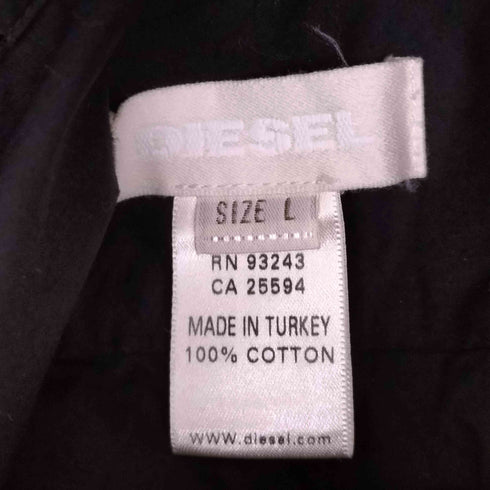 DIESEL
SIZE L
RN 93243
CA 25594
MADE IN TURKEY
100% COTTON
www.diesel.com